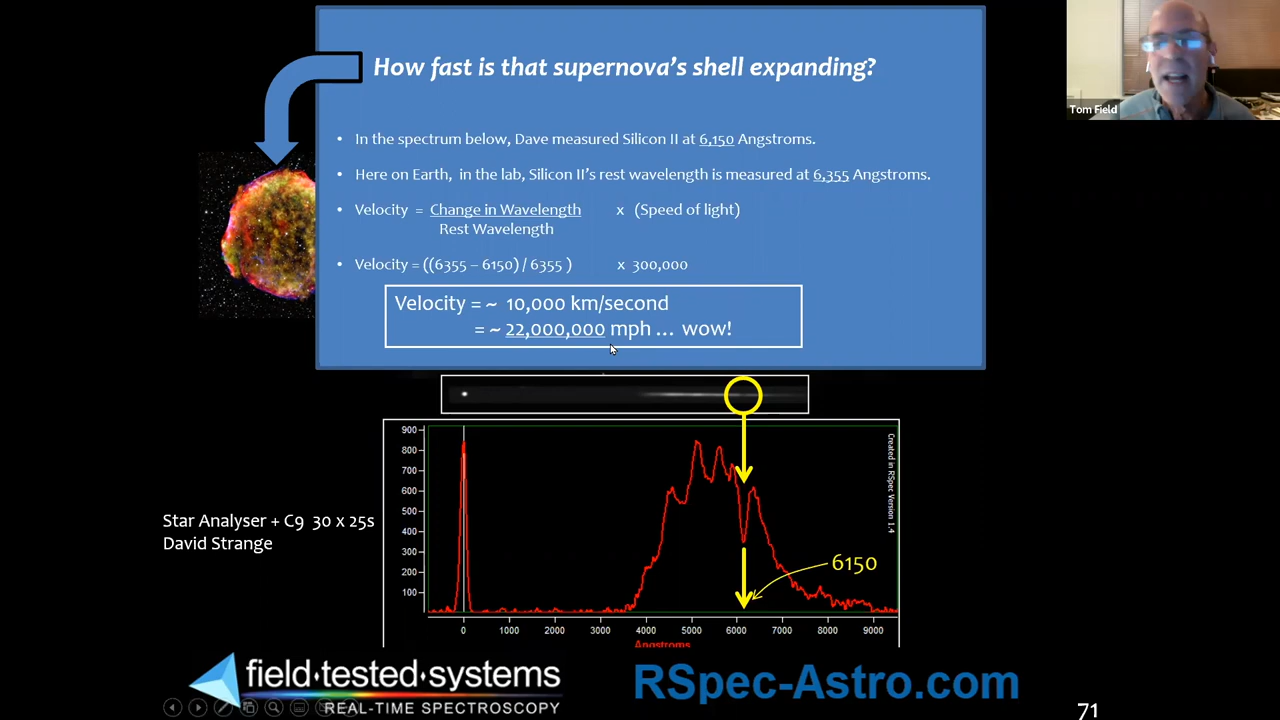 How fast is that supernova's shell expanding?
Tom Field
• In the spectrum below, Dave measured Silicon II at 6,150 Angstroms.
• Here on Earth, in the lab, Silicon II's rest wavelength is measured at 6,355 Angstroms.
• Velocity = Change in Wavelength x (Speed of light)
Rest Wavelength
• Velocity = ((6355 – 6150) / 6355 ) x 300,000
Velocity = ~ 10,000 km/second
= ~ 22,000,000 mph ... wow!
900
800
700
600
500
400
300
200
100
0 1000 2000 3000 4000 5000 6000 7000 8000 9000
Angstroms
Created in RSpec Version 1.4
6150
Star Analyser + C9 30 x 25s
David Strange
field·tested·systems
REAL-TIME SPECTROSCOPY
RSpec-Astro.com
71